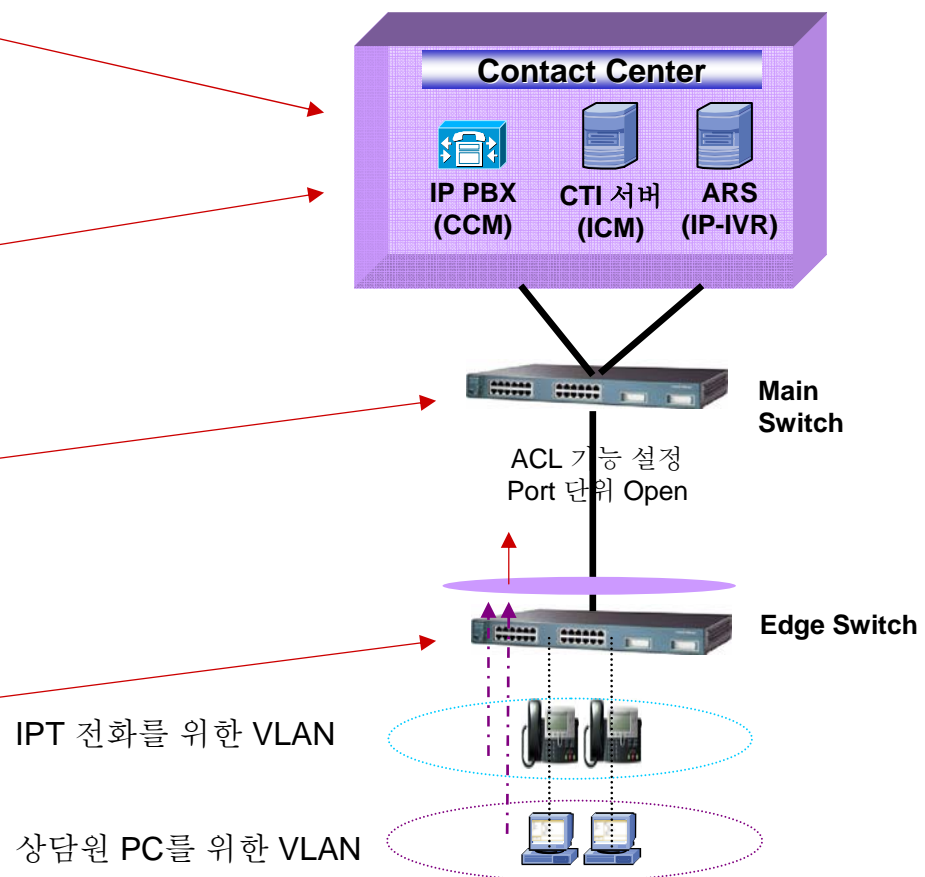 Contact Center
IP PBX
(CCM)
CTI 서버
(ICM)
ARS
(IP-IVR)
Main
Switch
ACL 기능 설정
Port 단위 Open
Edge Switch
IPT 전화를 위한 VLAN
상담원 PC를 위한 VLAN